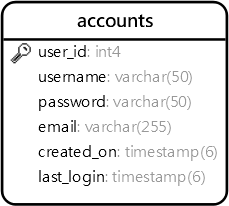 accounts
user_id: int4
username: varchar(50)
password: varchar(50)
email: varchar(255)
created_on: timestamp(6)
last_login: timestamp(6)